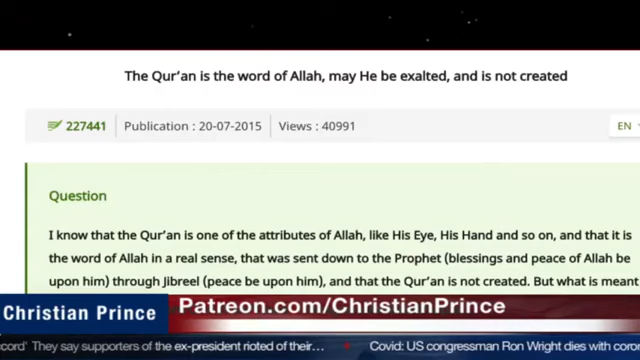 The Qur’an is the word of Allah, may He be exalted, and is not created
227441 Publication : 20-07-2015 Views : 40991 EN
Question
I know that the Qur’an is one of the attributes of Allah, like His Eye, His Hand and so on, and that it is
the word of Allah in a real sense, that was sent down to the Prophet (blessings and peace of Allah be
upon him) through Jibreel (peace be upon him), and that the Qur’an is not created. But what is meant
Christian Prince
Patreon.com/ChristianPrince
ccord’ They say supporters of the ex-president rioted of their... Covid: US congressman Ron Wright dies with coron